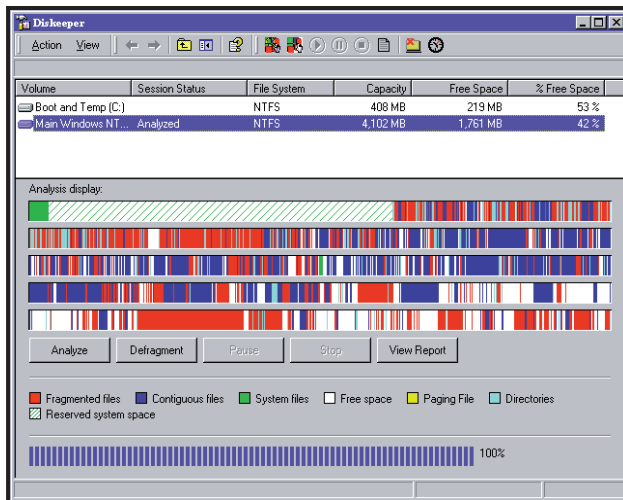 Diskeeper
Action View
Volume Session Status File System Capacity Free Space % Free Space
Boot and Temp (C:) NTFS 408 MB 219 MB 53 %
Main Windows NT... Analyzed NTFS 4,102 MB 1,761 MB 42 %
Analysis display:
Analyze Defragment Pause Stop View Report
Fragmented files Contiguous files System files Free space Paging File Directories
Reserved system space
100%